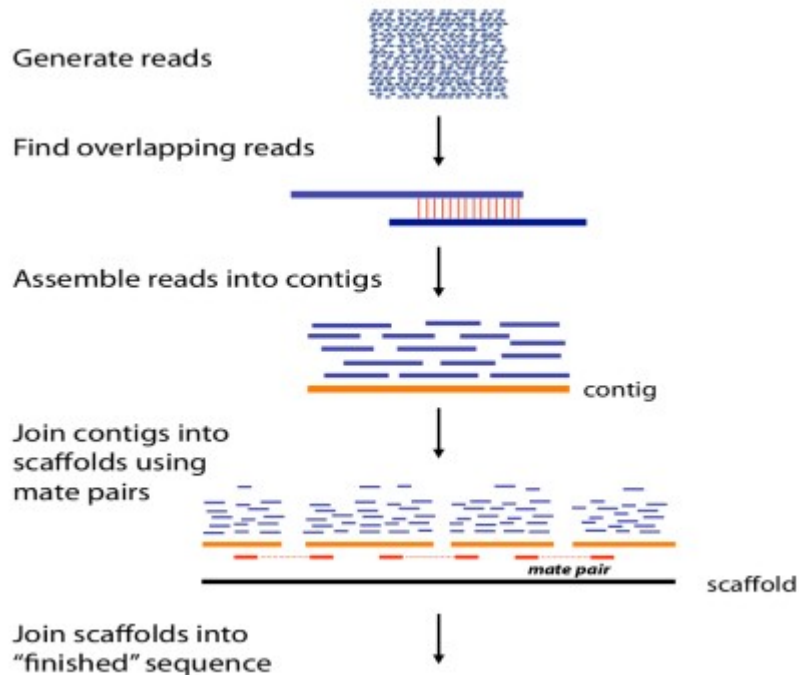 Generate reads
Find overlapping reads
Assemble reads into contigs
contig
Join contigs into
scaffolds using
mate pairs
mate pair
scaffold
Join scaffolds into
“finished” sequence